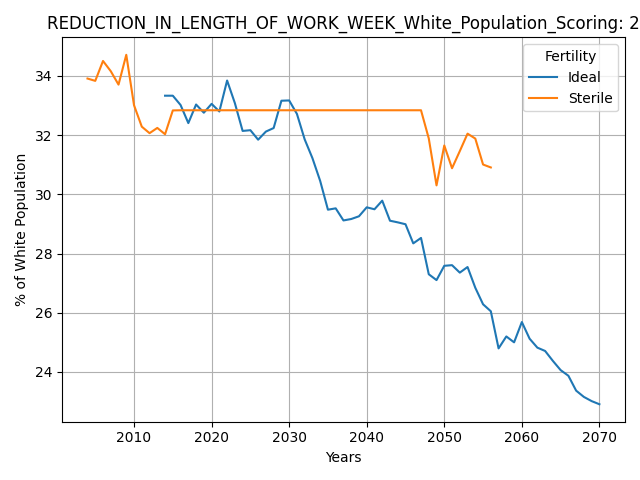 REDUCTION_IN_LENGTH_OF_WORK_WEEK_White_Population_Scoring: 2
Fertility
Ideal
Sterile
% of White Population
34
32
30
28
26
24
2010 2020 2030 2040 2050 2060 2070
Years